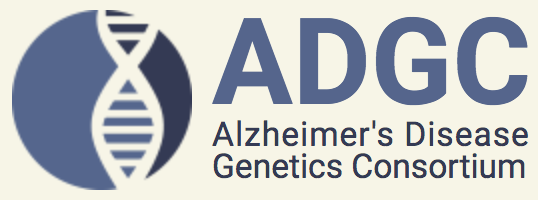 ADGC
Alzheimer's Disease
Genetics Consortium